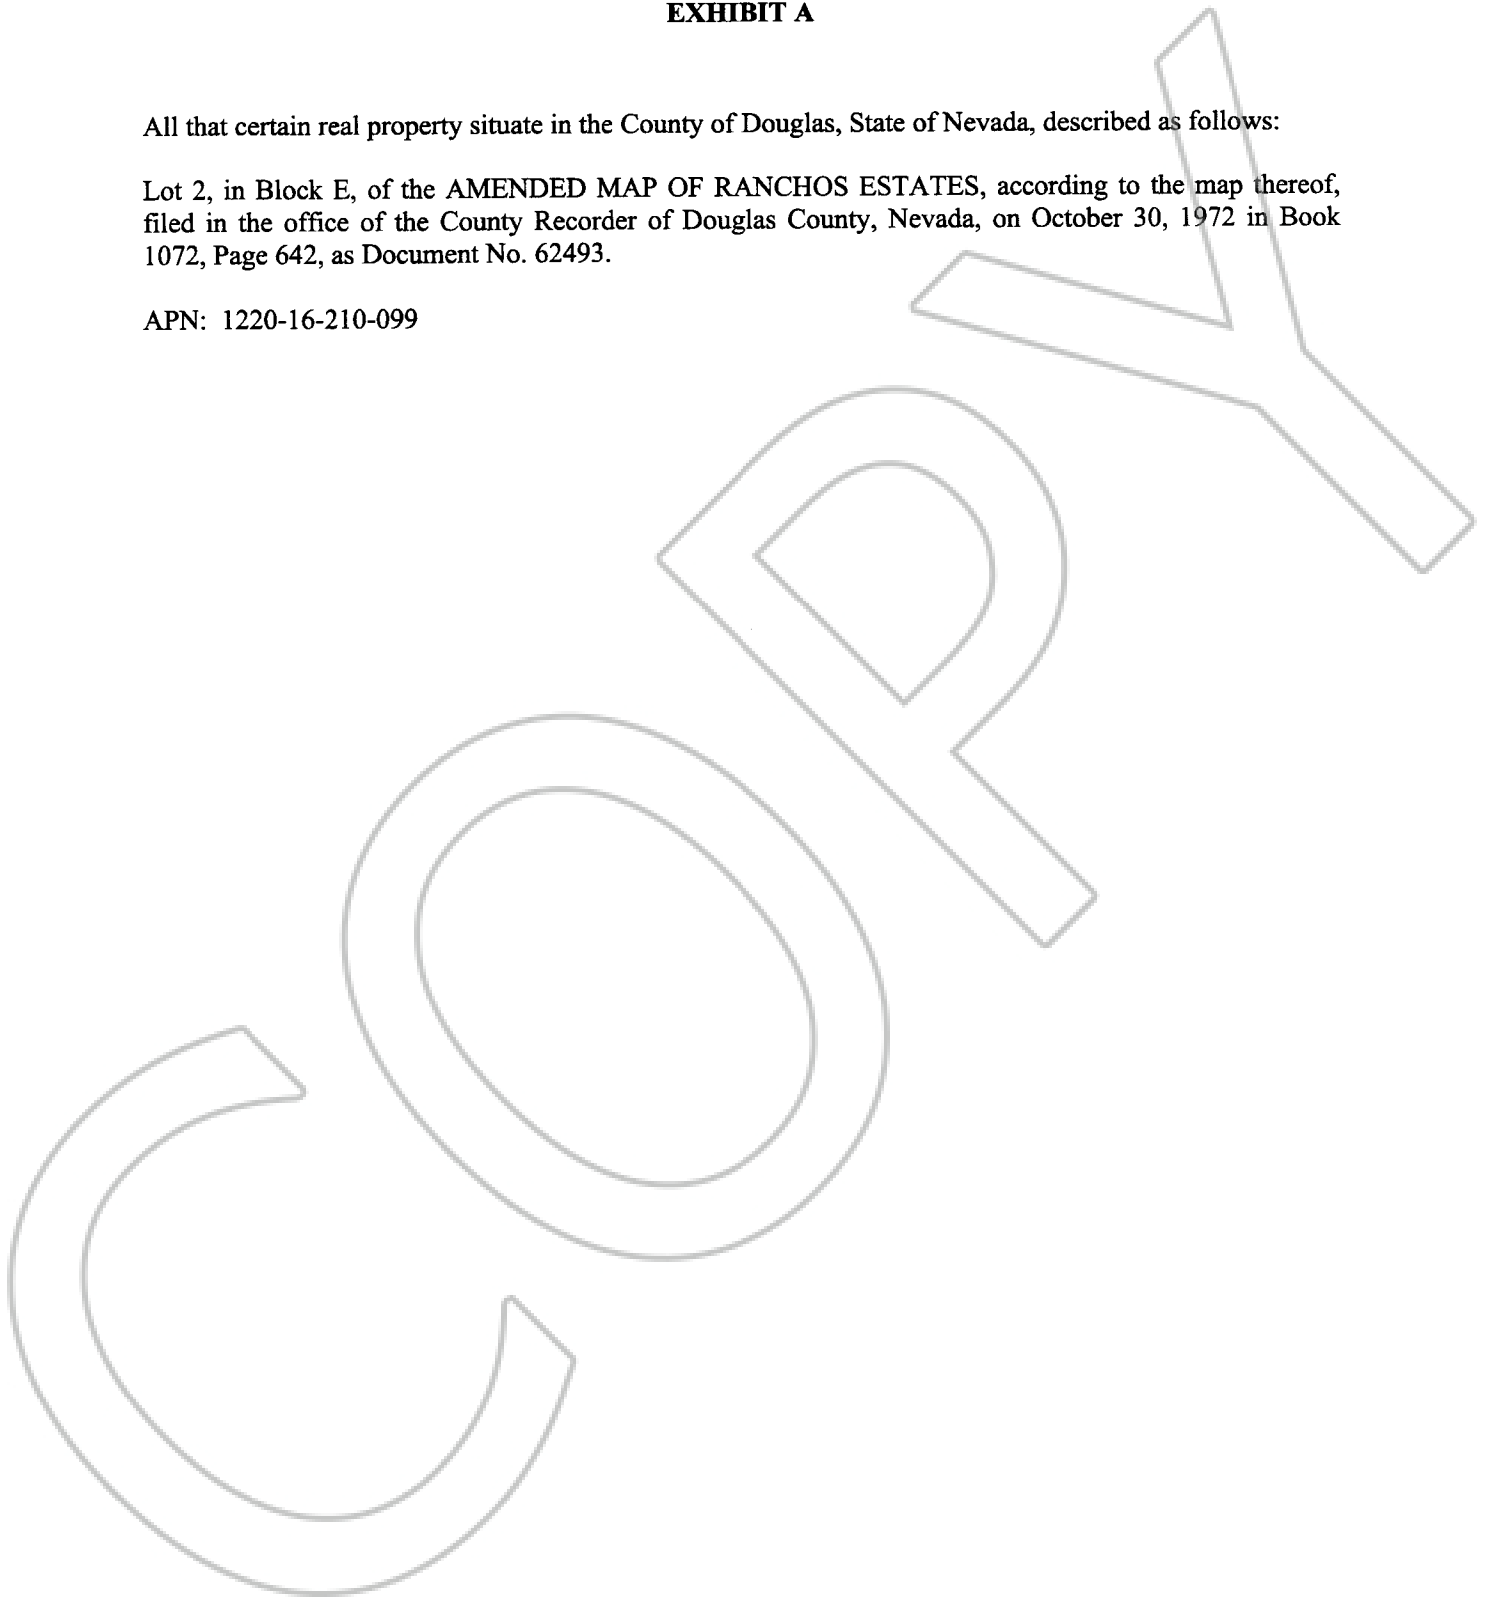 EXHIBIT A
All that certain real property situate in the County of Douglas, State of Nevada, described as follows:
Lot 2, in Block E, of the AMENDED MAP OF RANCHOS ESTATES, according to the map thereof,
filed in the office of the County Recorder of Douglas County, Nevada, on October 30, 1972 in Book
1072, Page 642, as Document No. 62493.
APN: 1220-16-210-099
COPY